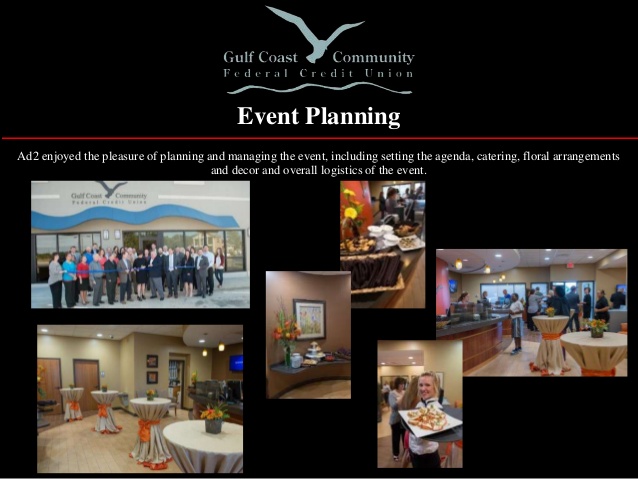 Gulf Coast Community
Federal Credit Union
Event Planning
Ad2 enjoyed the pleasure of planning and managing the event, including setting the agenda, catering, floral arrangements
and decor and overall logistics of the event.
Gulf Coast Community
Federal Credit Union